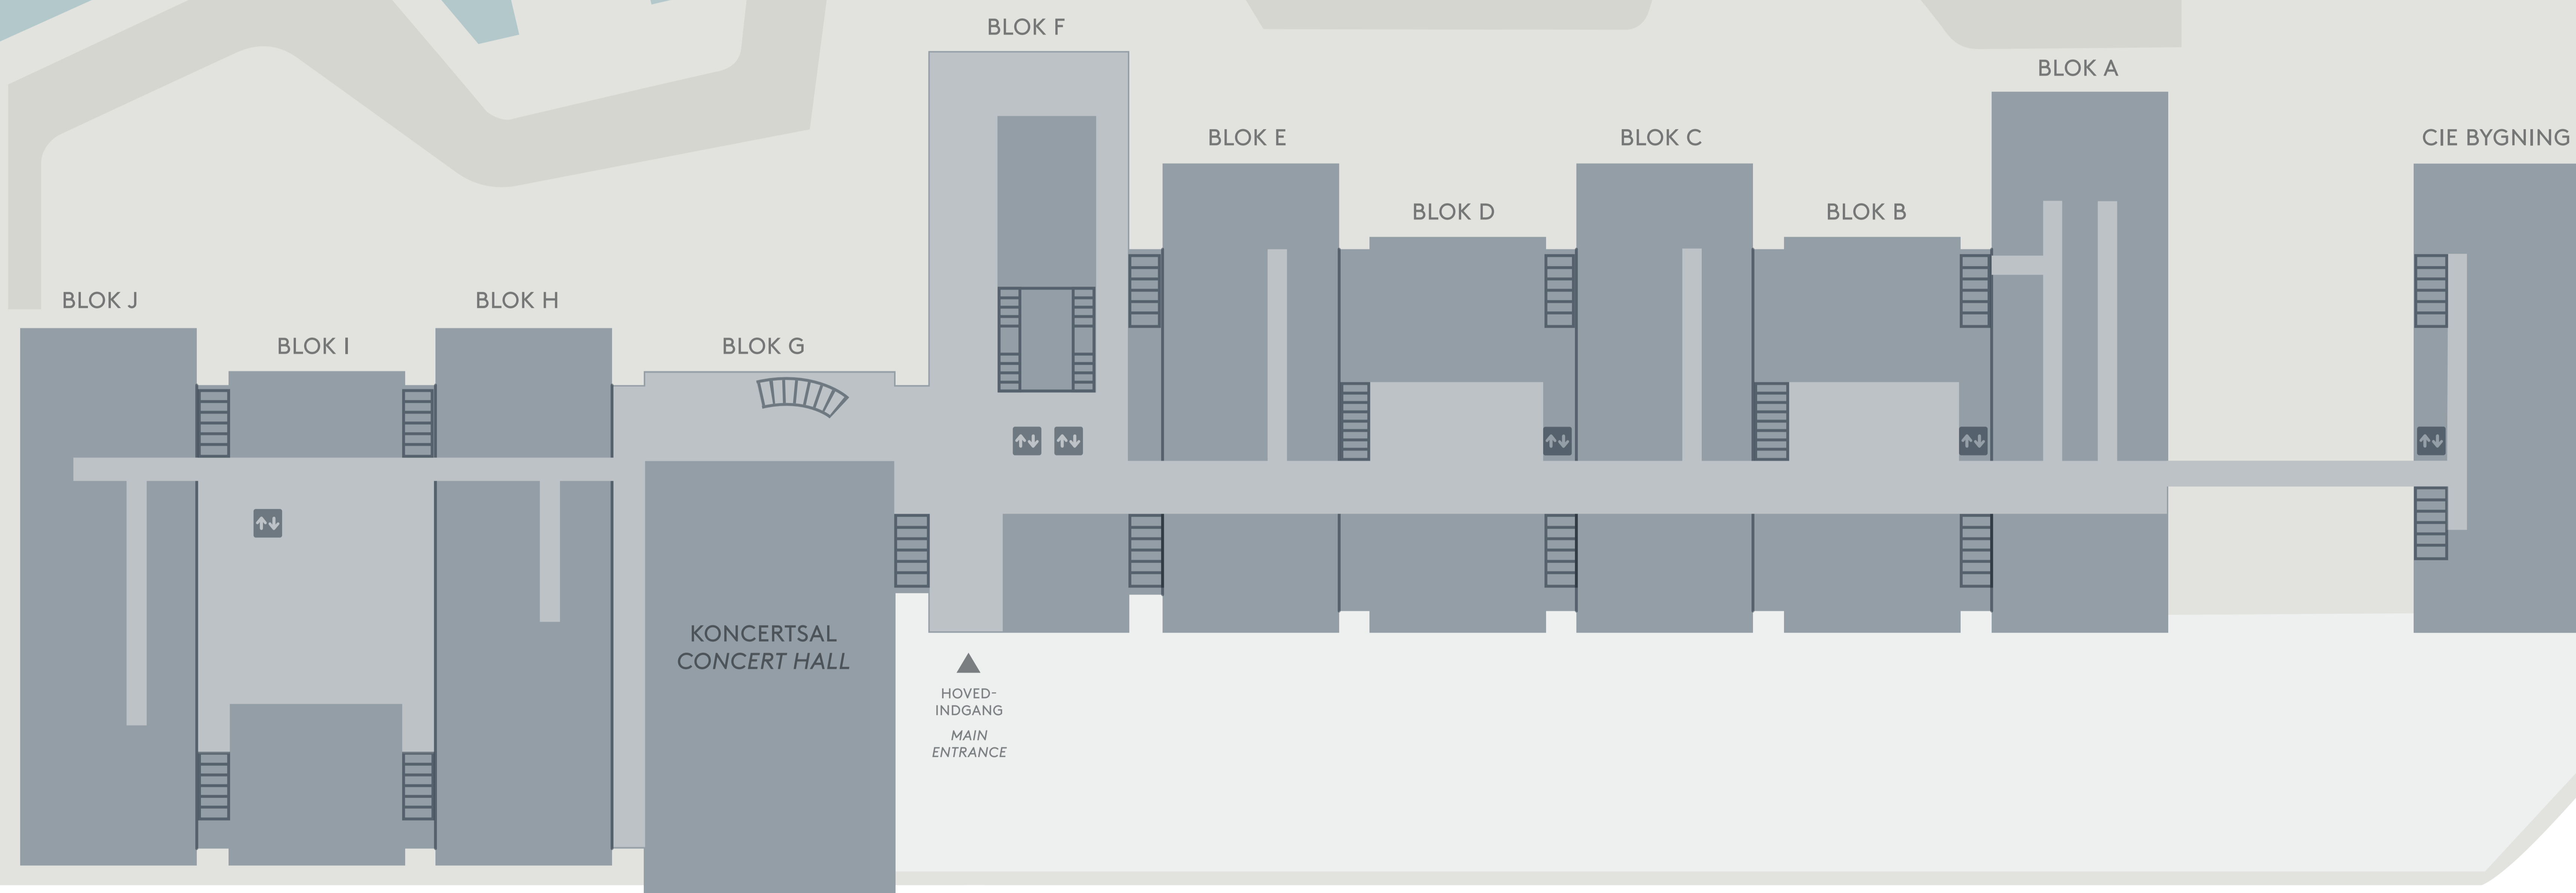 BLOK F
BLOK A
BLOK E
BLOK C
CIE BYGNING
BLOK D
BLOK B
BLOK J
BLOK H
BLOK I
BLOK G
KONCERTSAL
CONCERT HALL
HOVED-
INDGANG
MAIN
ENTRANCE